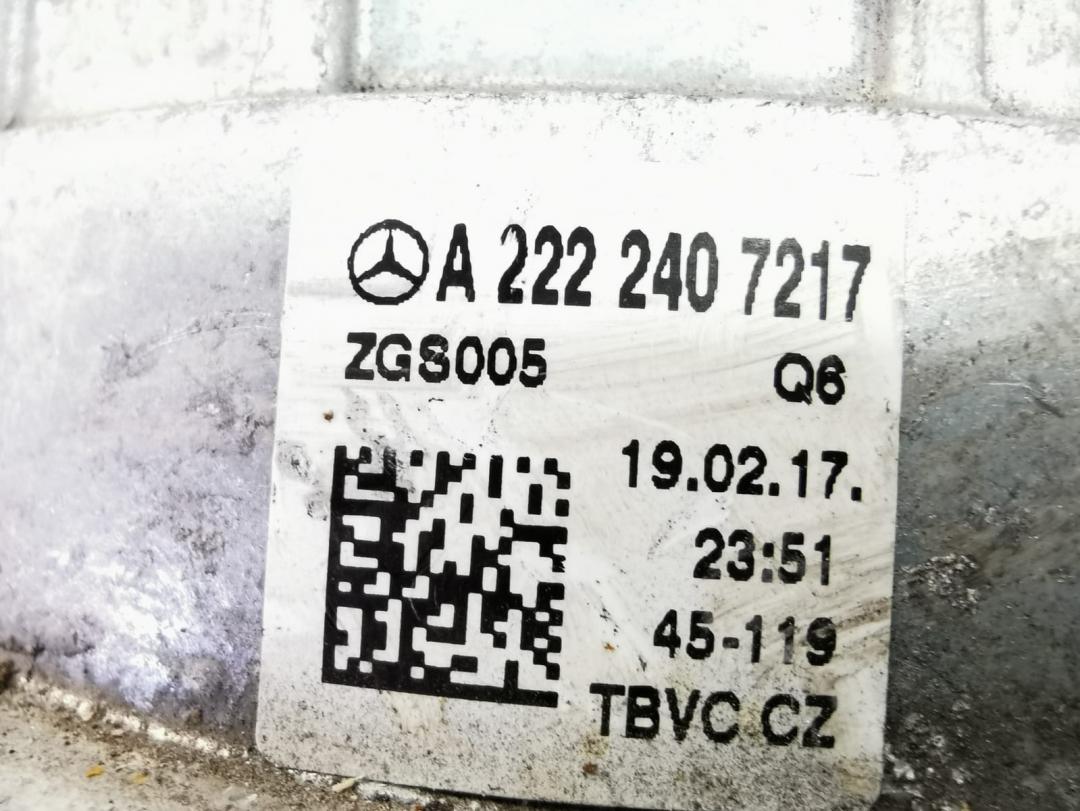 A 222 240 7217
ZGS005 Q6
19.02.17.
23:51
45-119
TBVC CZ